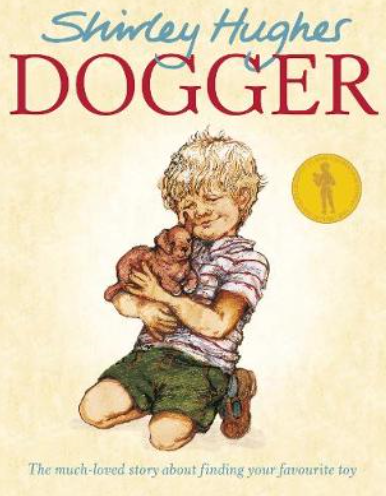 Shirley Hughes
DOGGER
The much-loved story about finding your favourite toy